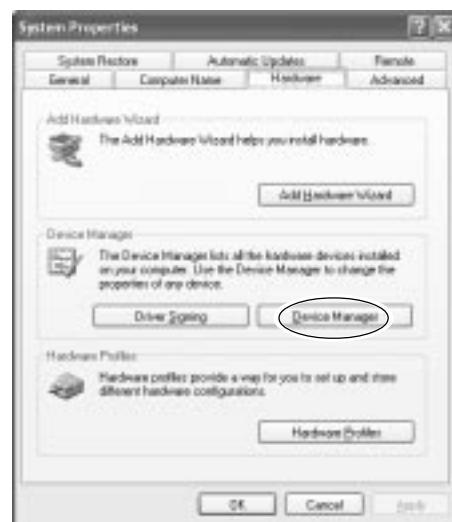 System Properties
System Restore Automatic Updates Remote
General Computer Name Hardware Advanced
Add Hardware Wizard
The Add Hardware Wizard helps you install hardware.
Add Hardware Wizard
Device Manager
The Device Manager lists all the hardware devices installed
on your computer. Use the Device Manager to change the
properties of any device.
Driver Signing Device Manager
Hardware Profiles
Hardware profiles provide a way for you to set up and store
different hardware configurations.
Hardware Profiles
OK Cancel Apply